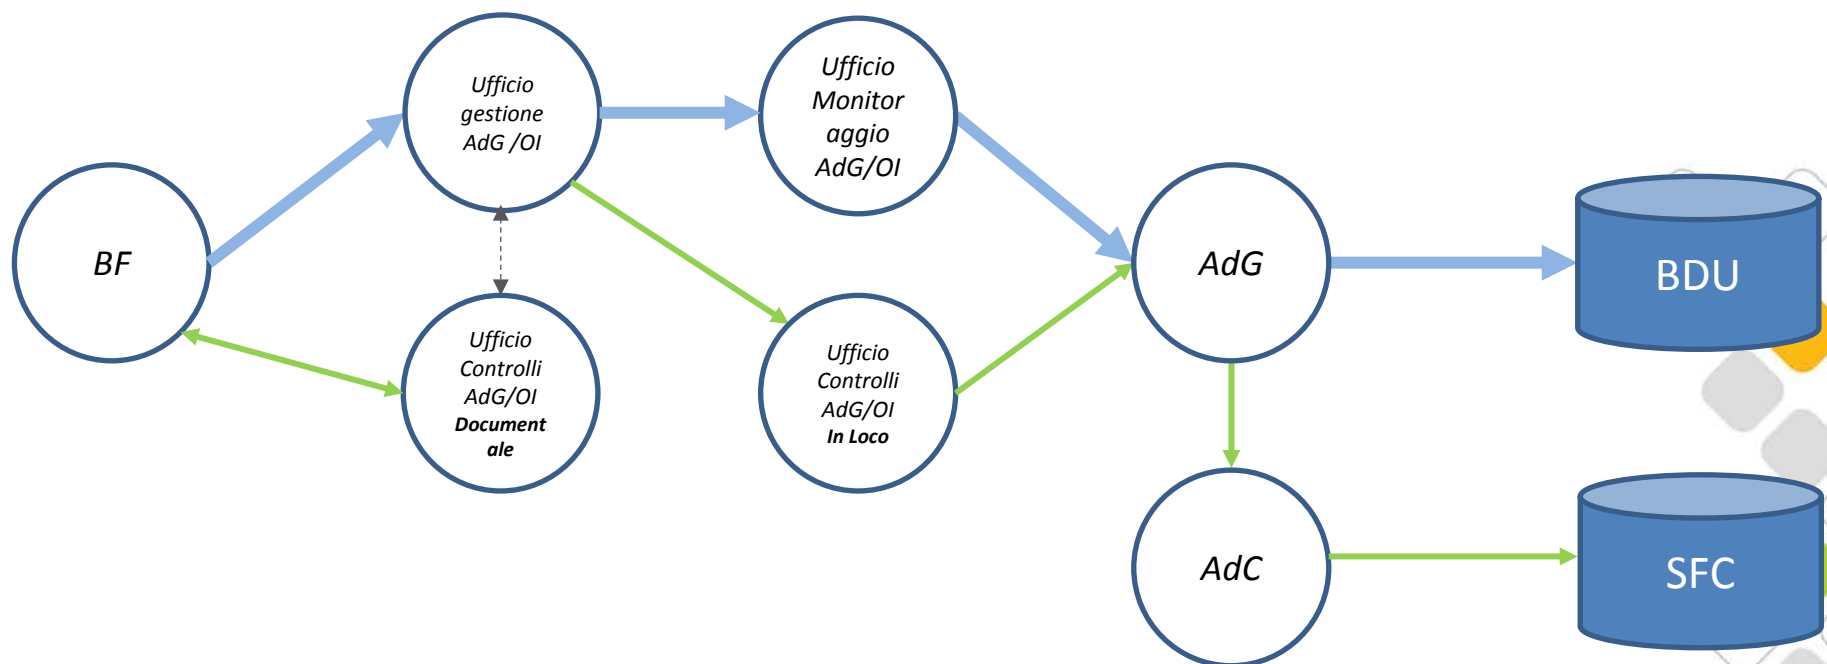 BF
Ufficio
gestione
AdG /OI
Ufficio
Controlli
AdG/OI
Document
ale
Ufficio
Monitor
aggio
AdG/OI
Ufficio
Controlli
AdG/OI
In Loco
AdG
AdC
BDU
SFC